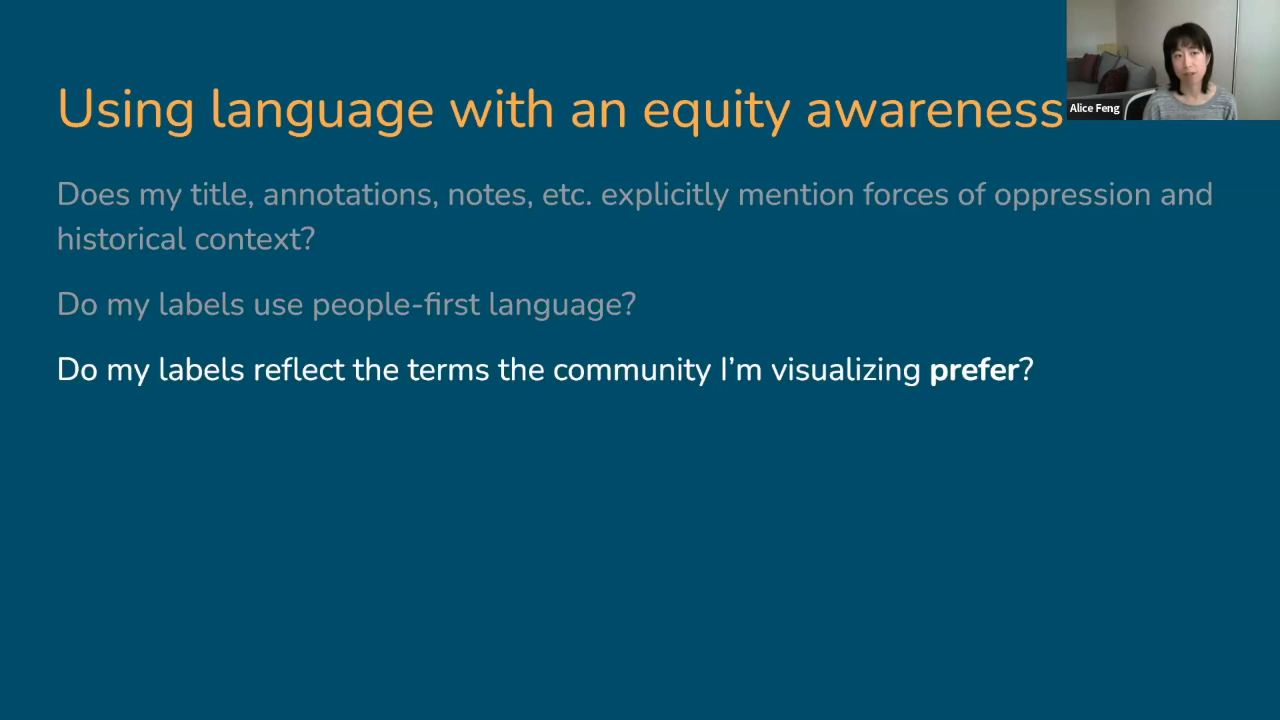 Alice Feng
Using language with an equity awareness
Does my title, annotations, notes, etc. explicitly mention forces of oppression and
historical context?
Do my labels use people-first language?
Do my labels reflect the terms the community I’m visualizing prefer?